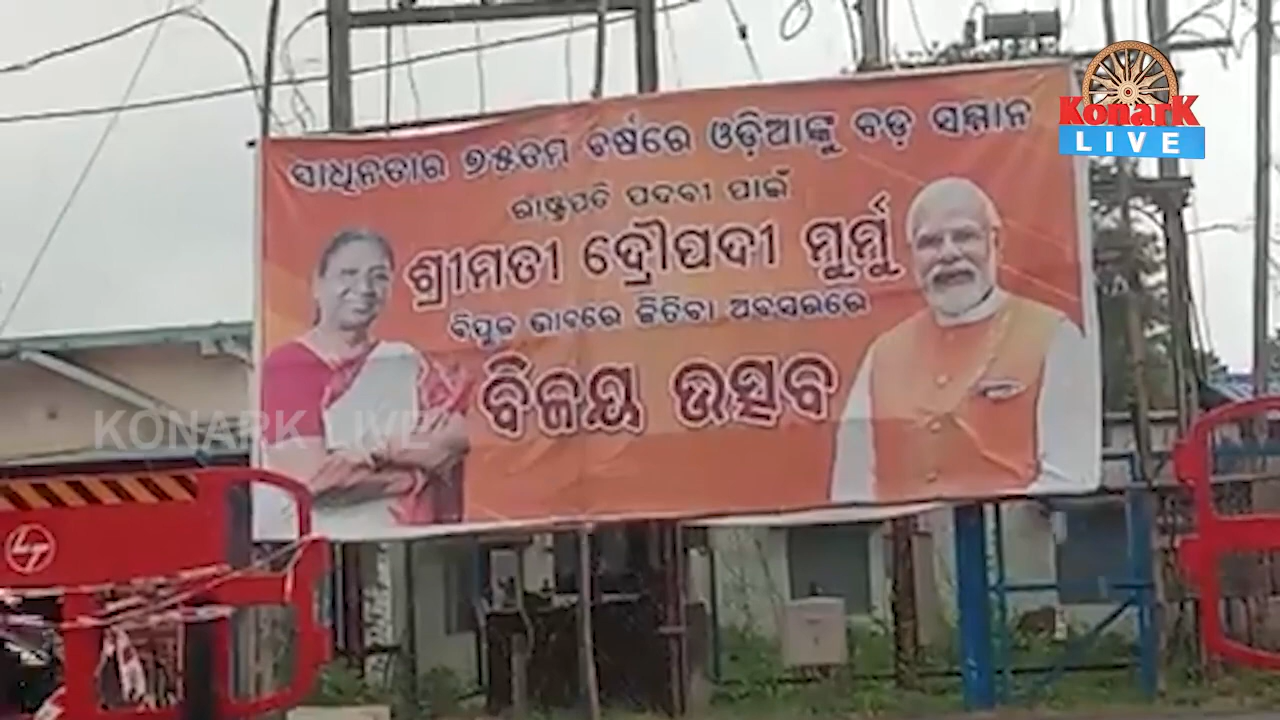 ସାଧିନତାର ୭୫ତମ ବର୍ଷରେ ଓଡ଼ିଆଙ୍କୁ ବଡ଼ ସମ୍ମାନ
ରାଷ୍ଟ୍ରପତି ପଦବୀ ପାଇଁ
ଶ୍ରୀମତୀ ଦ୍ରୌପଦୀ ମୁର୍ମୁ
ବିପୁଳ ଭାବରେ ଜିତିବା ଅବସରରେ
ବିଜୟ ଉତ୍ସବ
KonarK
LIVE
KONARK LIVE
LT